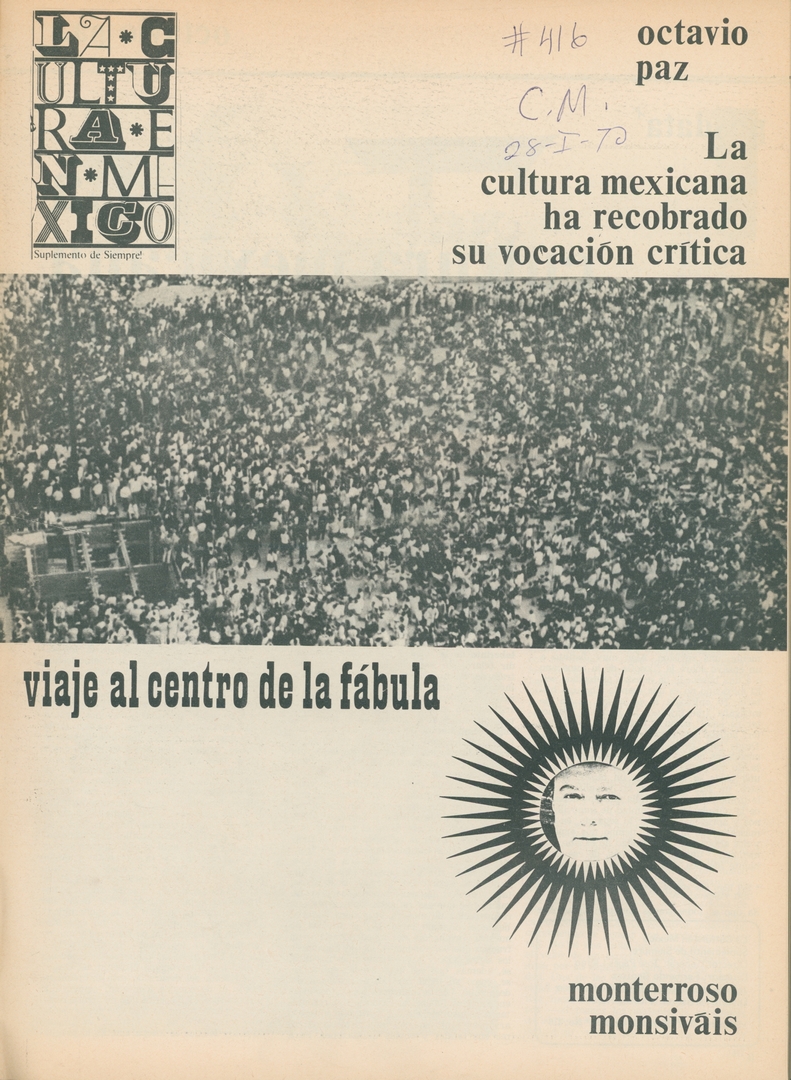 LA*C
ULTU
RA*E
N*MÉ
XICO
Suplemento de Siempre!
#416
C.M.
28-I-70
octavio
paz
La
cultura mexicana
ha recobrado
su vocación crítica
viaje al centro de la fábula
monterroso
monsiváis